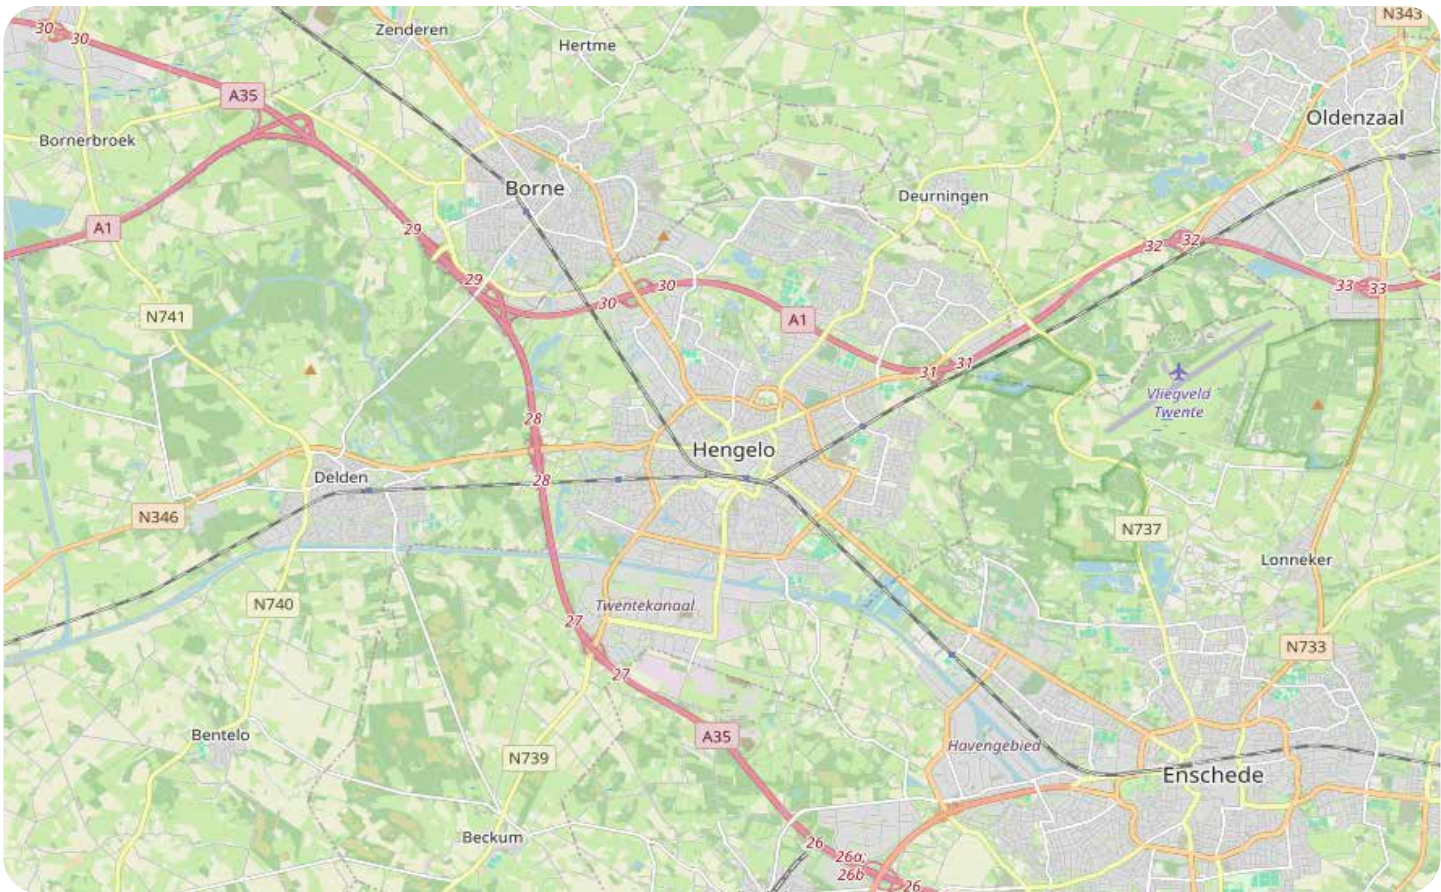 30
30
Zenderen
Hertme
N343
A35
Oldenzaal
Bornerbroek
Borne
Deurningen
A1
29
32
32
29
30
30
33
33
N741
A1
31
31
Vliegveld
Twente
28
Hengelo
Delden
28
N346
N737
Lonneker
N740
Twentekanaal
27
N733
27
Bentelo
A35
Havengebied
N739
Enschede
Beckum
26
26a;
26b
26